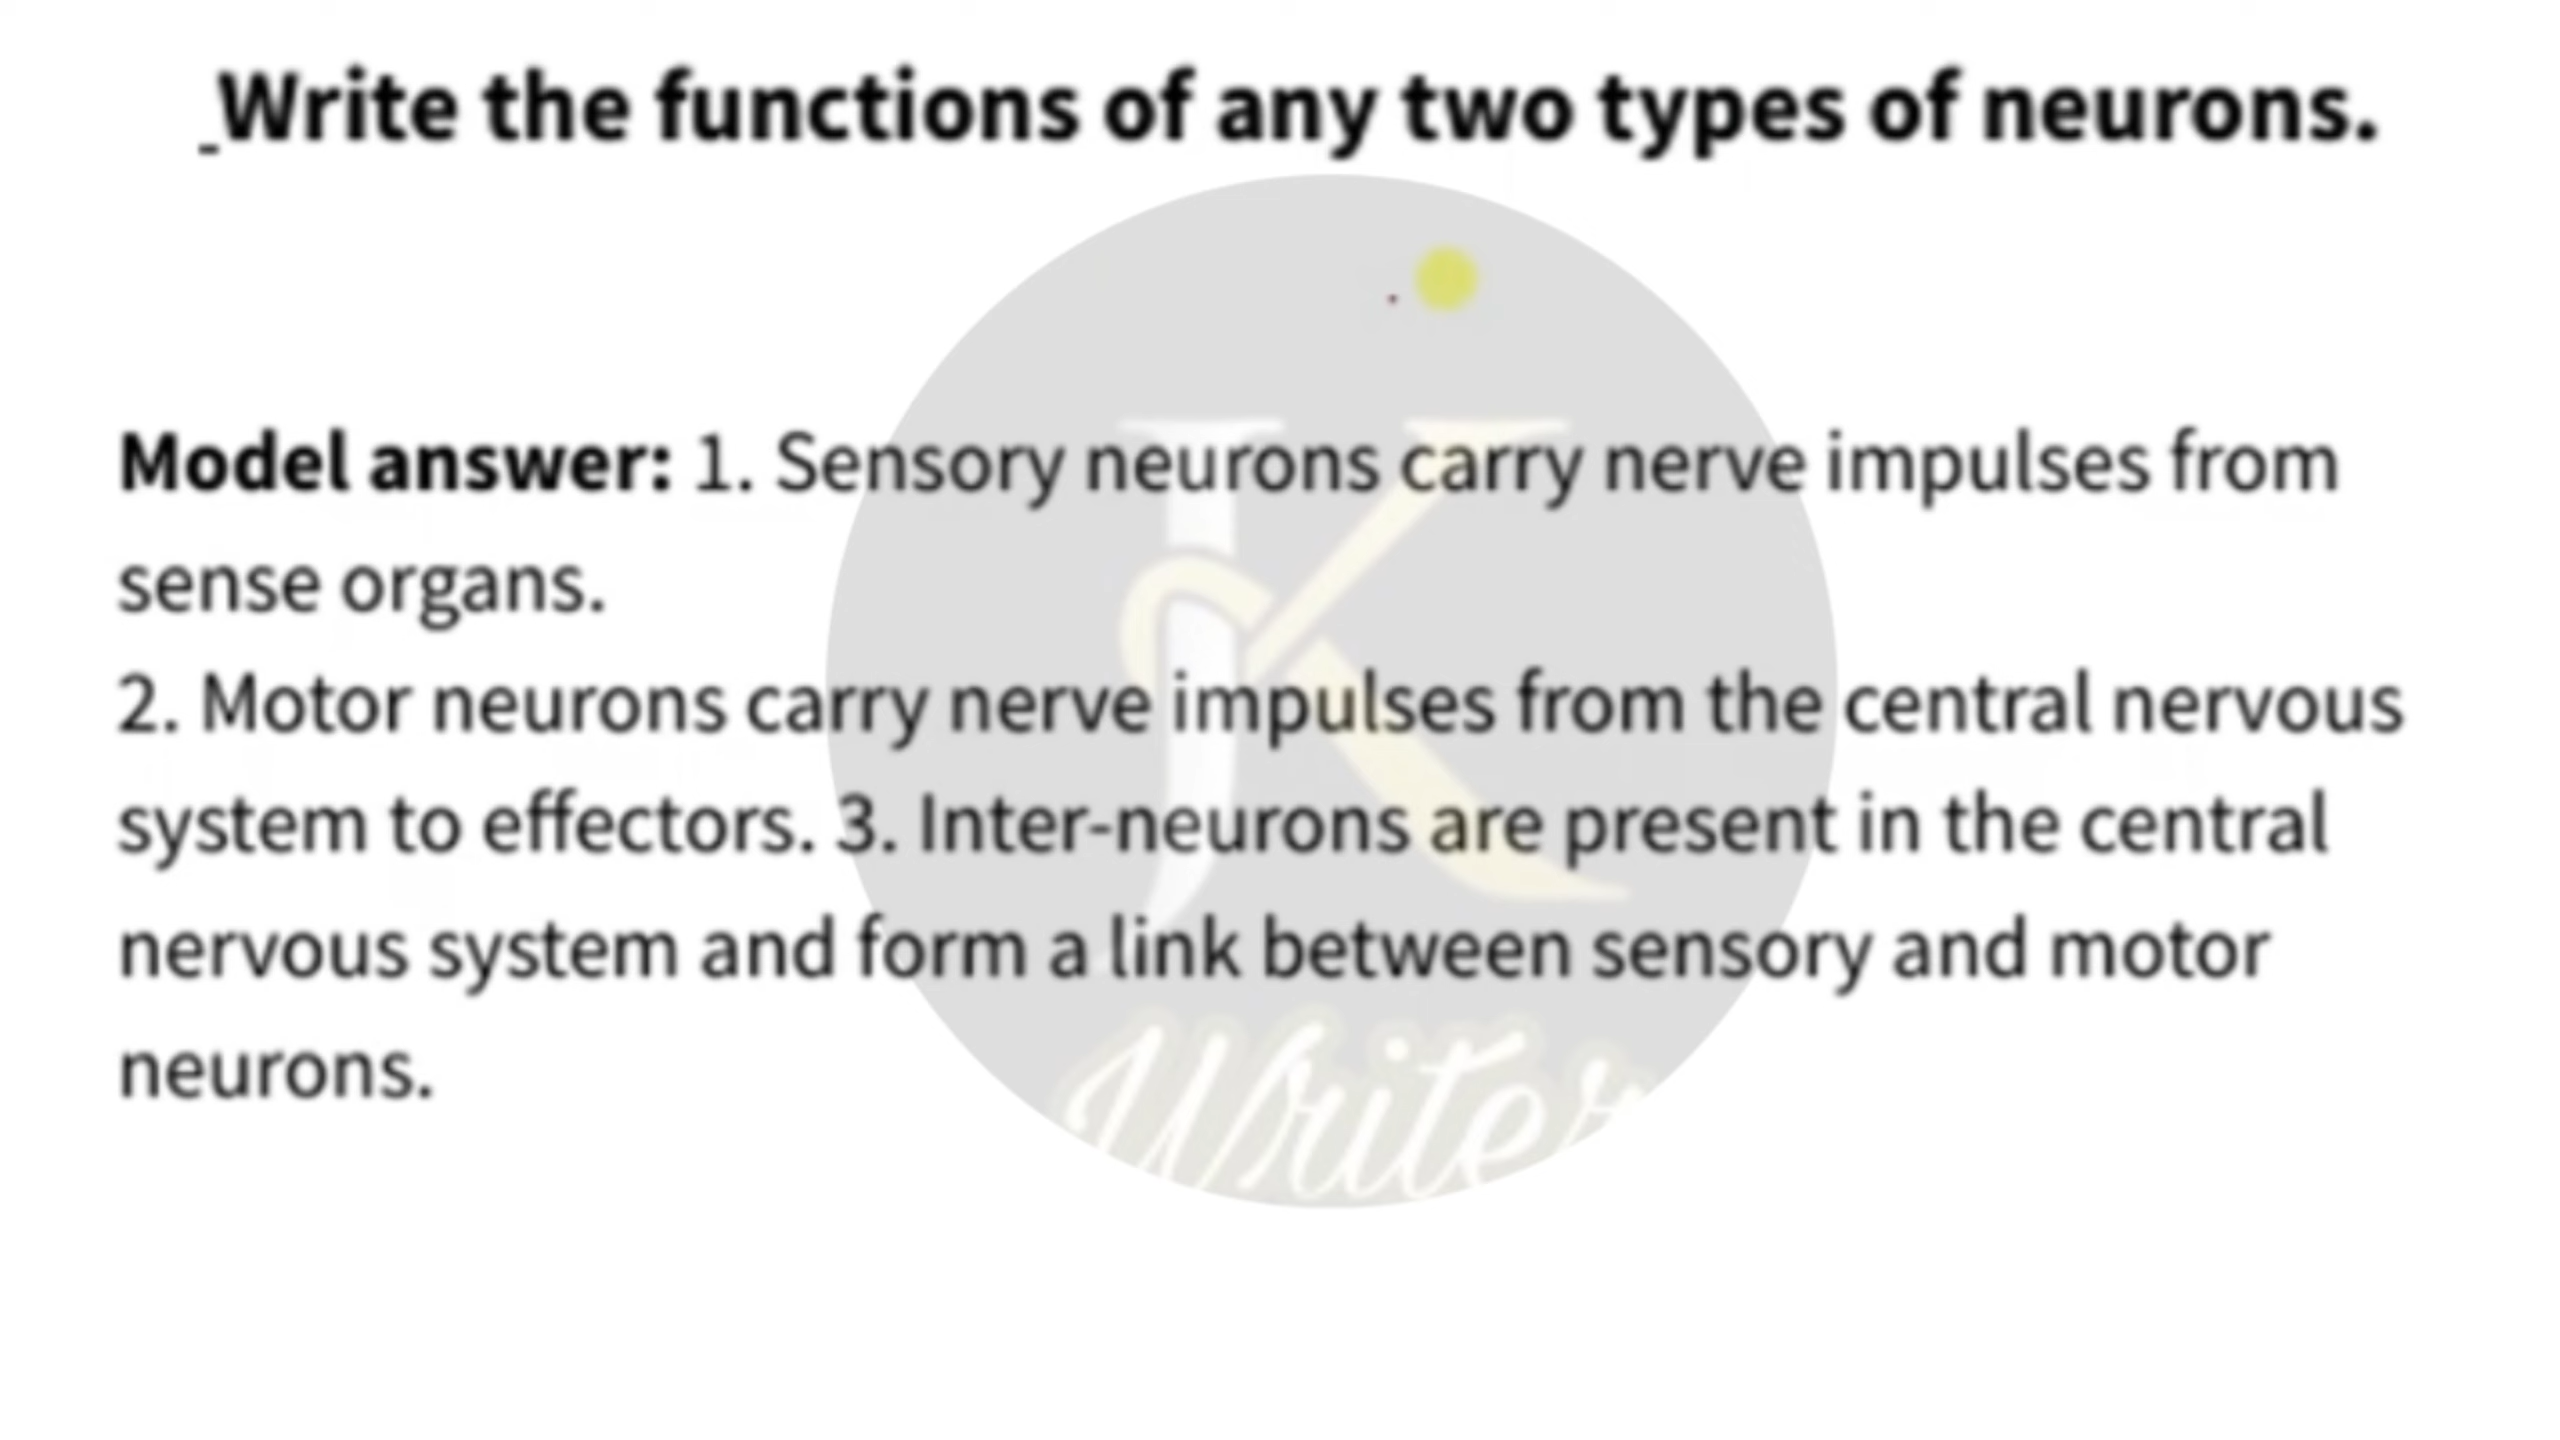 Write the functions of any two types of neurons.
Model answer: 1. Sensory neurons carry nerve impulses from
sense organs.
2. Motor neurons carry nerve impulses from the central nervous
system to effectors. 3. Inter-neurons are present in the central
nervous system and form a link between sensory and motor
neurons.
JK
Writer